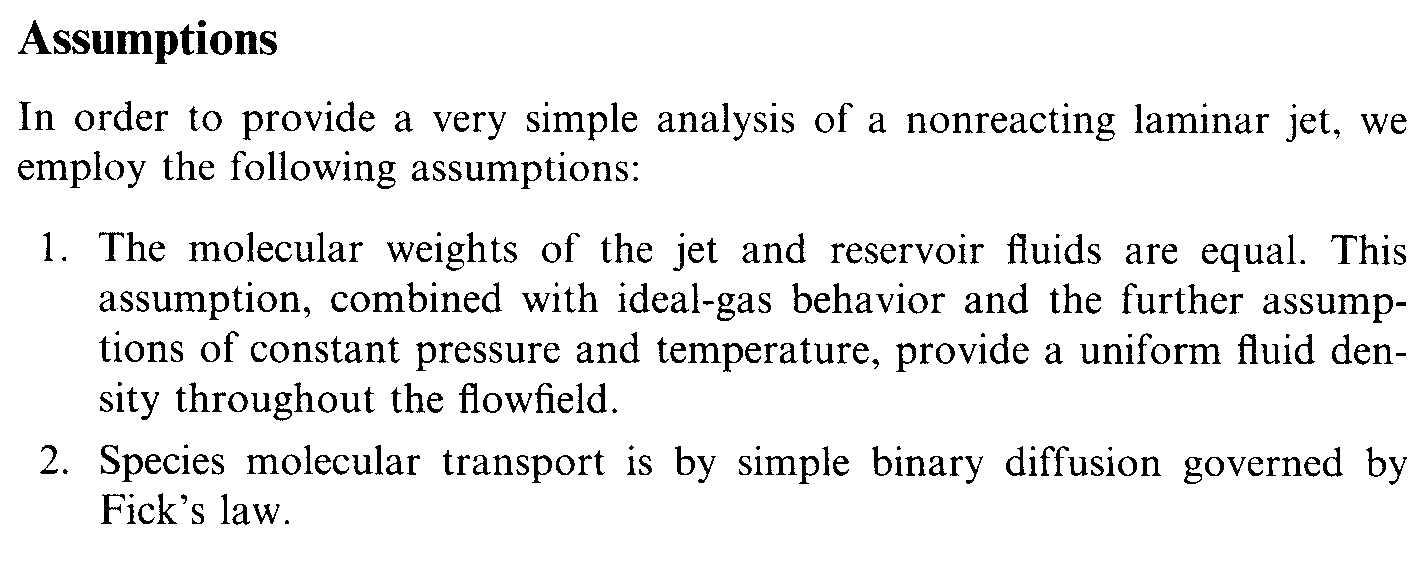 Assumptions
In order to provide a very simple analysis of a nonreacting laminar jet, we
employ the following assumptions:
1. The molecular weights of the jet and reservoir fluids are equal. This
assumption, combined with ideal-gas behavior and the further assump-
tions of constant pressure and temperature, provide a uniform fluid den-
sity throughout the flowfield.
2. Species molecular transport is by simple binary diffusion governed by
Fick's law.